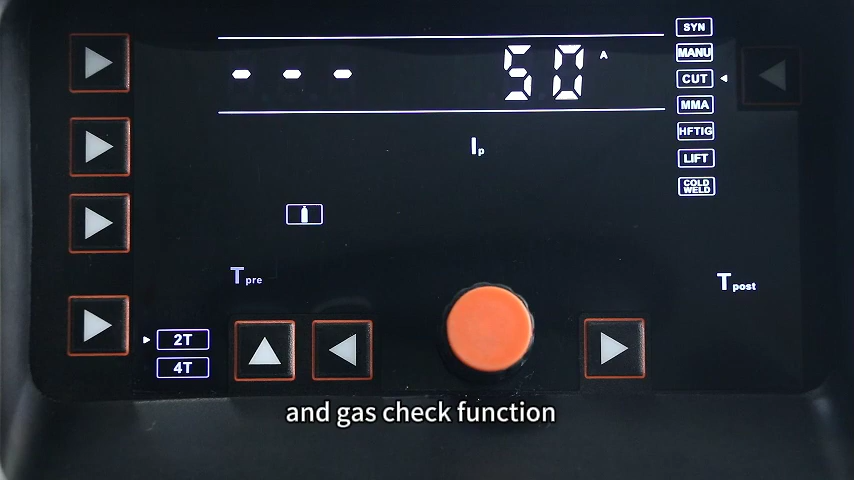 - - - 50 A
SYN
MANU
CUT
MMA
HFTIG
LIFT
COLD
WELD
Ip
Tpre
Tpost
2T
4T
and gas check function